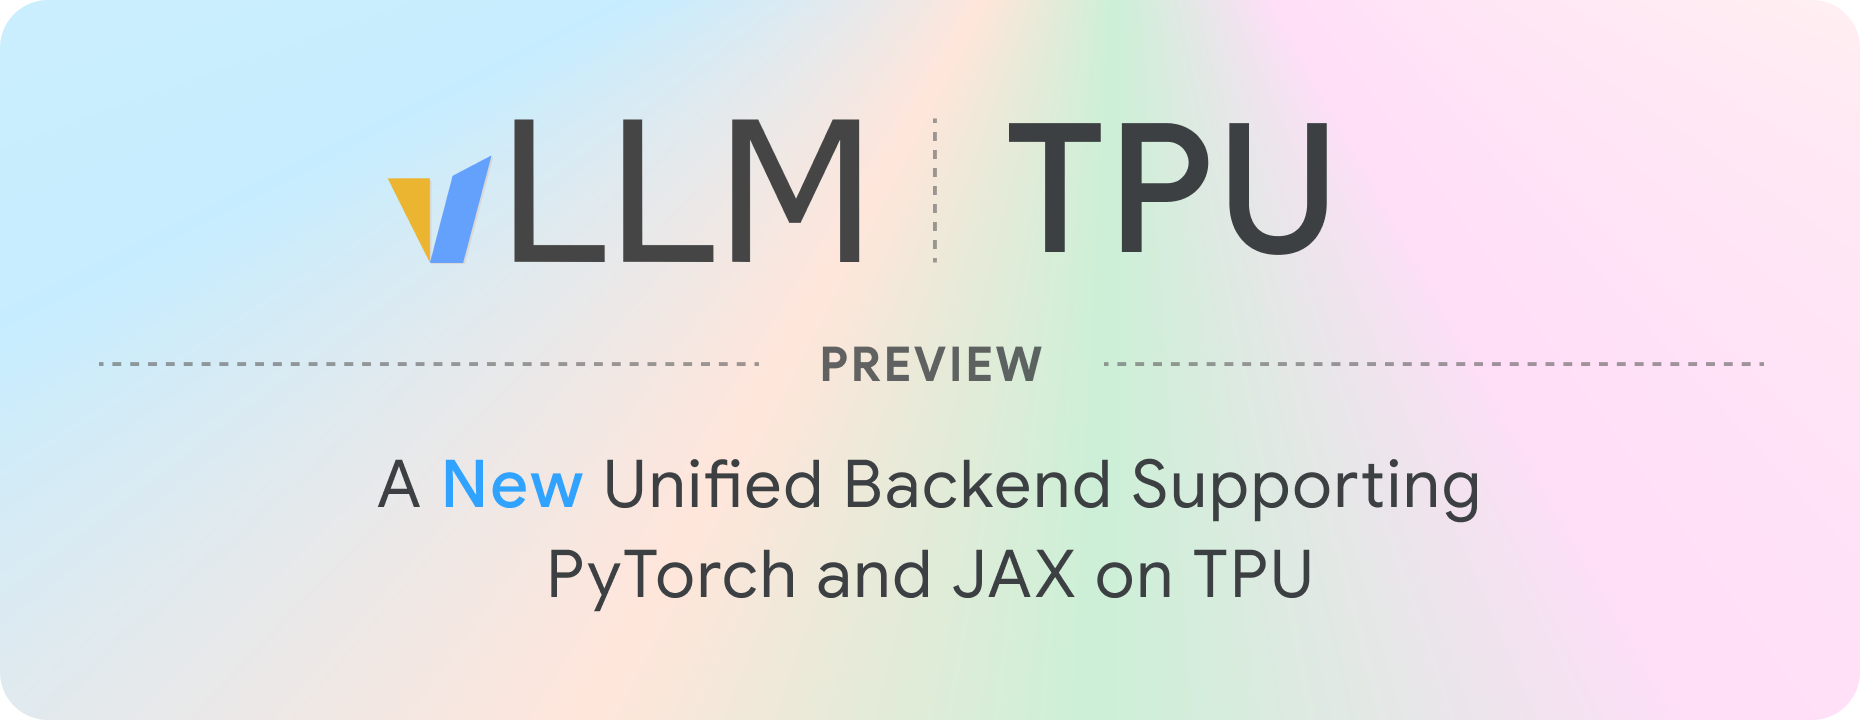 vLLM TPU
PREVIEW
A New Unified Backend Supporting
PyTorch and JAX on TPU